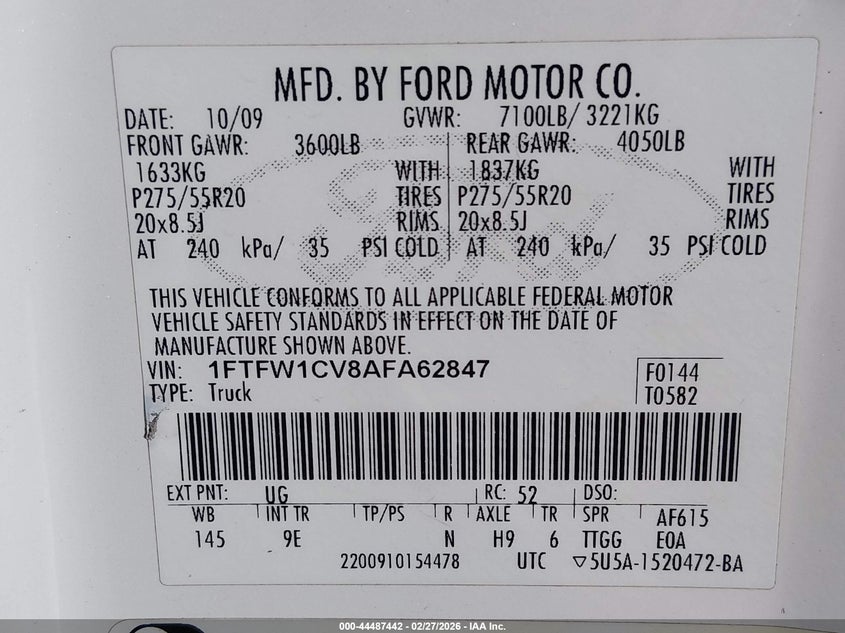 MFD. BY FORD MOTOR CO.
DATE: 10/09 GVWR: 7100LB/ 3221KG
FRONT GAWR: 3600LB REAR GAWR: 4050LB
1633KG WITH 1837KG WITH
P275/55R20 TIRES P275/55R20 TIRES
20x8.5J RIMS 20x8.5J RIMS
AT 240 kPa/ 35 PSI COLD AT 240 kPa/ 35 PSI COLD
THIS VEHICLE CONFORMS TO ALL APPLICABLE FEDERAL MOTOR
VEHICLE SAFETY STANDARDS IN EFFECT ON THE DATE OF
MANUFACTURE SHOWN ABOVE.
VIN: 1FTFW1CV8AFA62847 F0144
TYPE: Truck T0582
EXT PNT: UG RC: 52 DSO:
WB INT TR TP/PS R AXLE TR SPR AF615
145 9E N H9 6 TTGG E0A
2200910154478 UTC ▽5U5A-1520472-BA
000-44487442 - 02/27/2026 - IAA Inc.